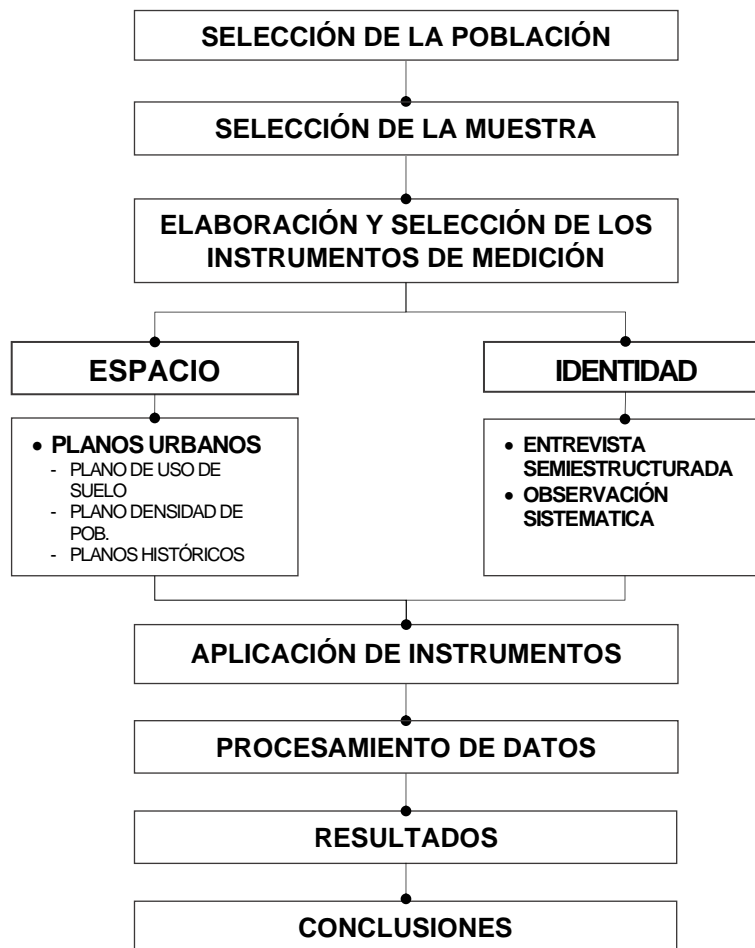 SELECCIÓN DE LA POBLACIÓN
SELECCIÓN DE LA MUESTRA
ELABORACIÓN Y SELECCIÓN DE LOS
INSTRUMENTOS DE MEDICIÓN
ESPACIO
• PLANOS URBANOS
- PLANO DE USO DE
SUELO
- PLANO DENSIDAD DE
POB.
- PLANOS HISTÓRICOS
IDENTIDAD
• ENTREVISTA
SEMIESTRUCTURADA
• OBSERVACIÓN
SISTEMATICA
APLICACIÓN DE INSTRUMENTOS
PROCESAMIENTO DE DATOS
RESULTADOS
CONCLUSIONES